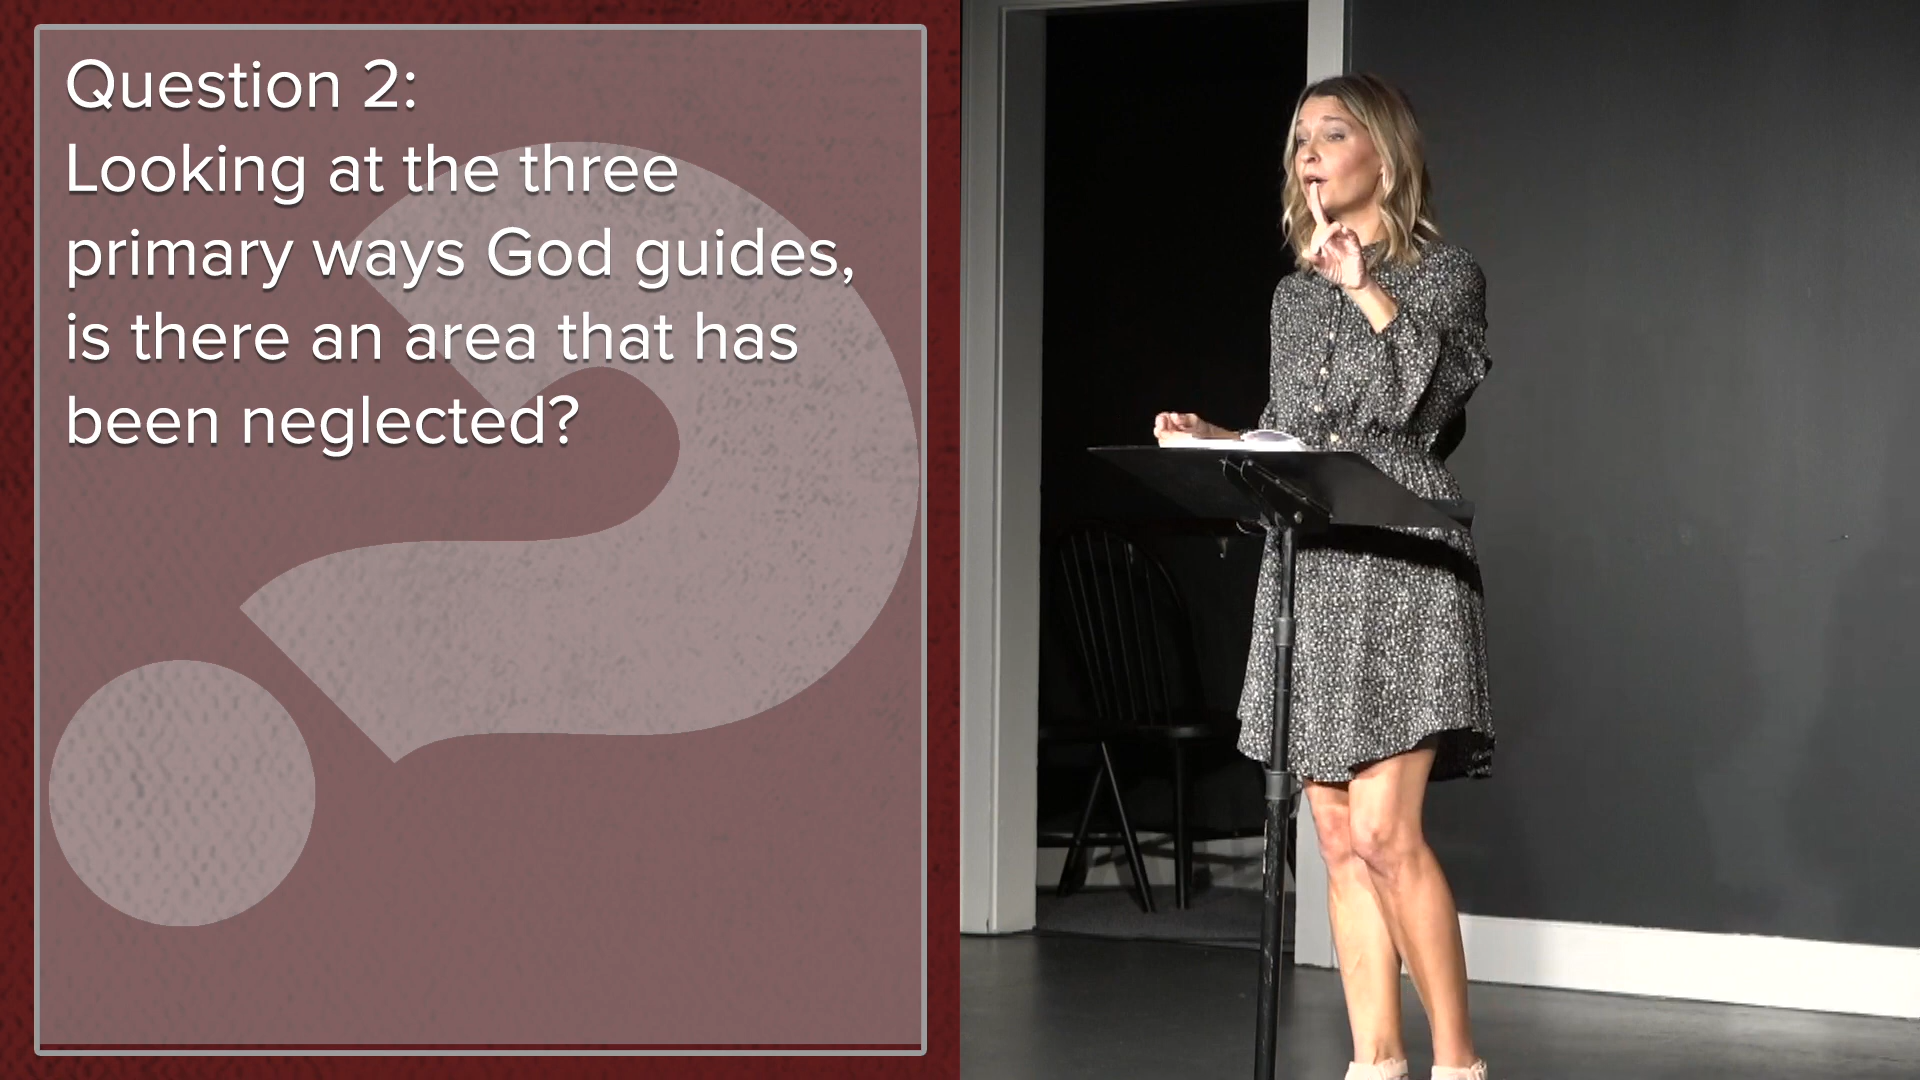 Question 2:
Looking at the three
primary ways God guides,
is there an area that has
been neglected?